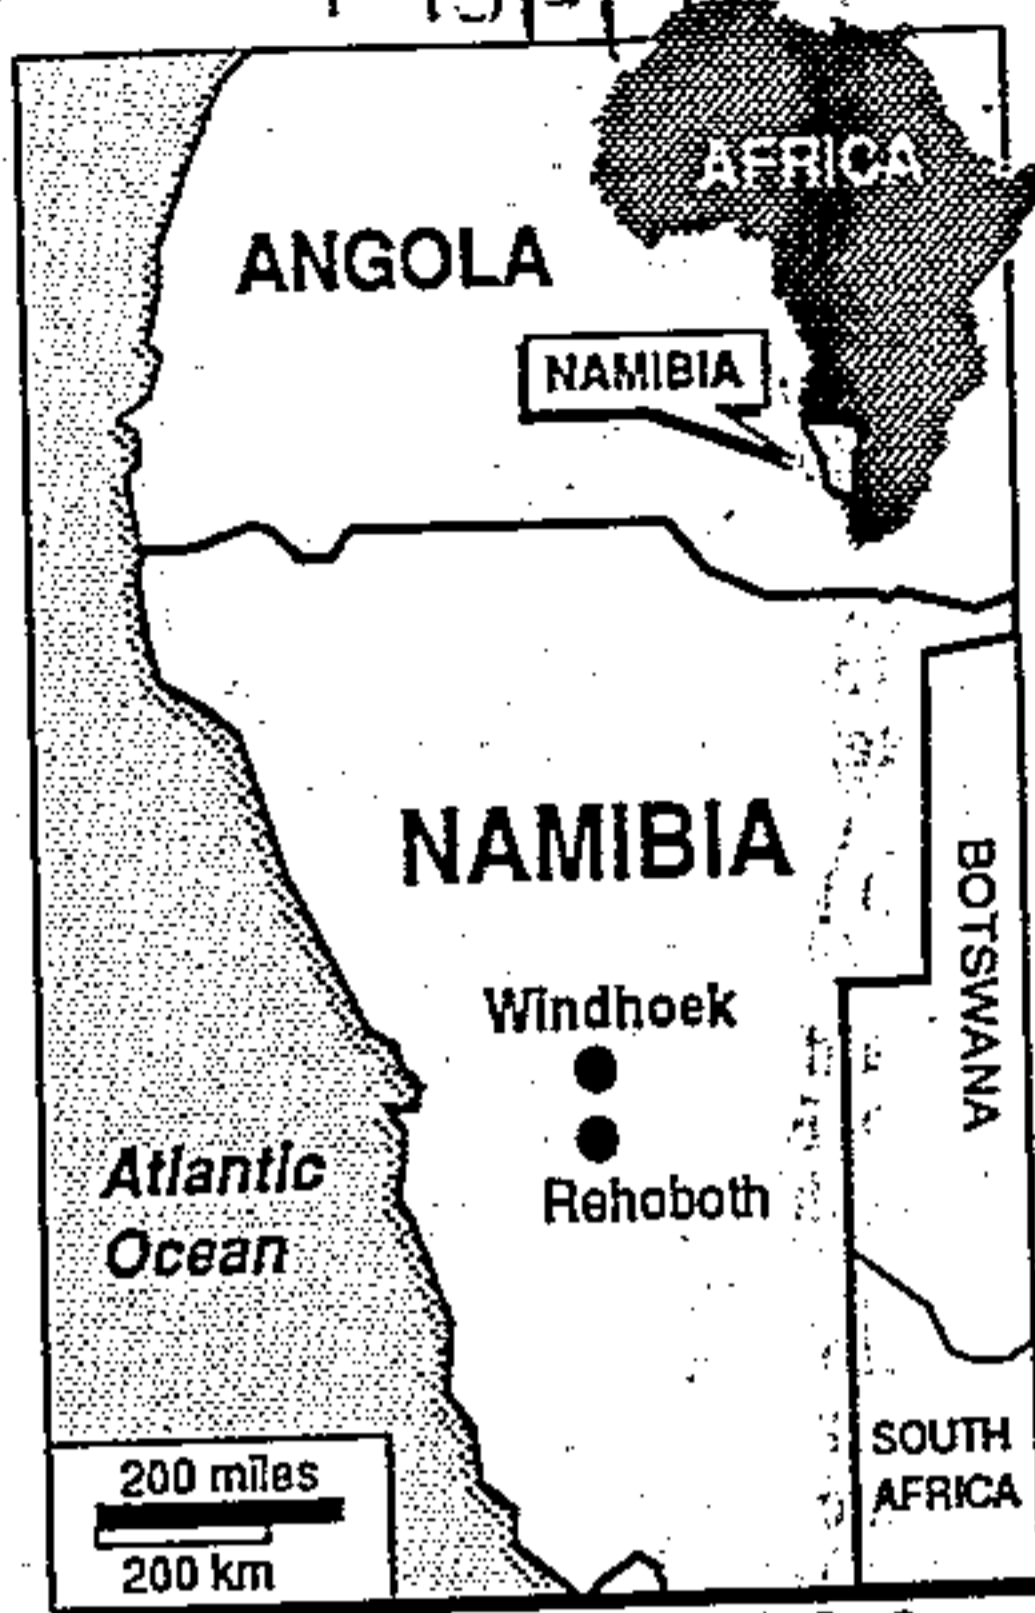 AFRICA
ANGOLA
NAMIBIA
NAMIBIA
BOTSWANA
Windhoek
Rehoboth
Atlantic
Ocean
SOUTH
AFRICA
200 miles
200 km